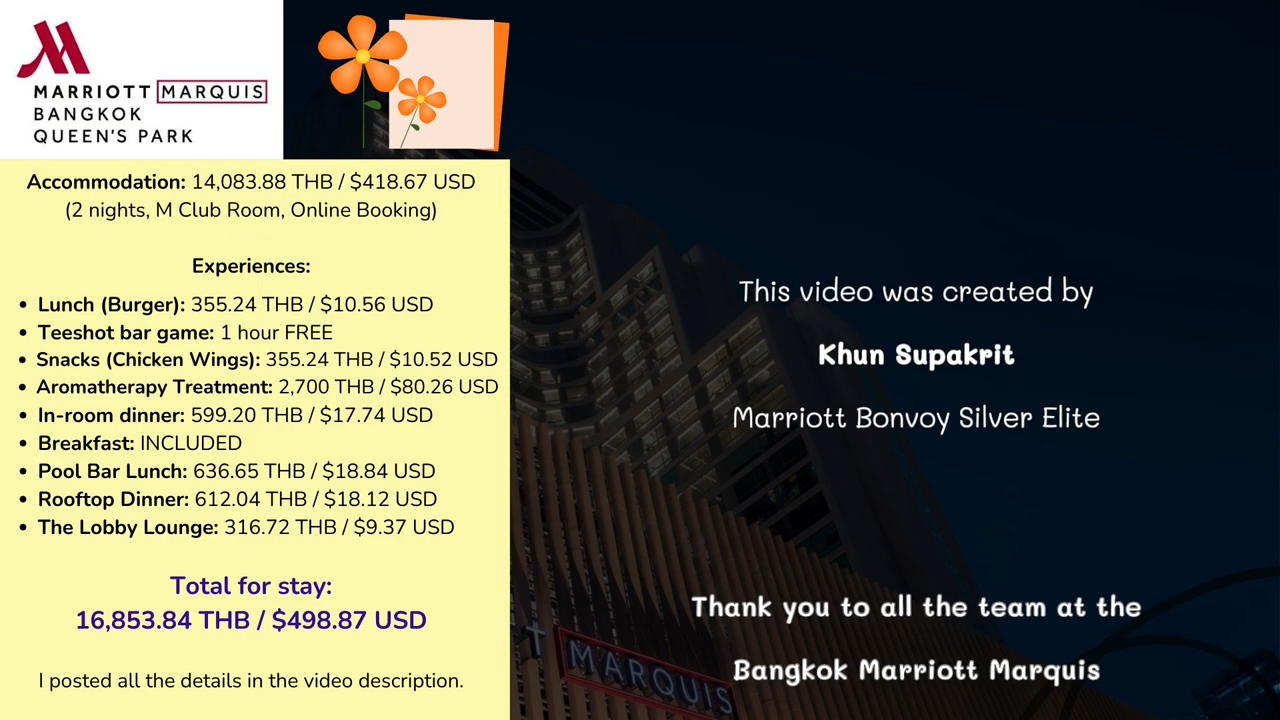 MARRIOTT MARQUIS
BANGKOK
QUEEN'S PARK
Accommodation: 14,083.88 THB / $418.67 USD
(2 nights, M Club Room, Online Booking)
Experiences:
• Lunch (Burger): 355.24 THB / $10.56 USD
• Teeshot bar game: 1 hour FREE
• Snacks (Chicken Wings): 355.24 THB / $10.52 USD
• Aromatherapy Treatment: 2,700 THB / $80.26 USD
• In-room dinner: 599.20 THB / $17.74 USD
• Breakfast: INCLUDED
• Pool Bar Lunch: 636.65 THB / $18.84 USD
• Rooftop Dinner: 612.04 THB / $18.12 USD
• The Lobby Lounge: 316.72 THB / $9.37 USD
Total for stay:
16,853.84 THB / $498.87 USD
I posted all the details in the video description.
This video was created by
Khun Supakrit
Marriott Bonvoy Silver Elite
Thank you to all the team at the
Bangkok Marriott Marquis
MARQUIS